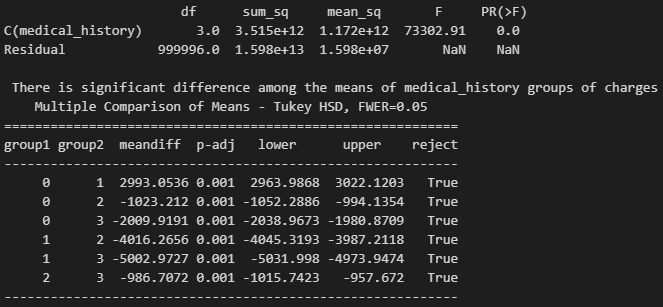 df sum_sq mean_sq F PR(>F)
C(medical_history) 3.0 3.515e+12 1.172e+12 73302.91 0.0
Residual 999996.0 1.598e+13 1.598e+07 NaN NaN
There is significant difference among the means of medical_history groups of charges
Multiple Comparison of Means - Tukey HSD, FWER=0.05
==========================================================
group1 group2 meandiff p-adj lower upper reject
----------------------------------------------------------
0 1 2993.0536 0.001 2963.9868 3022.1203 True
0 2 -1023.212 0.001 -1052.2886 -994.1354 True
0 3 -2009.9191 0.001 -2038.9673 -1980.8709 True
1 2 -4016.2656 0.001 -4045.3193 -3987.2118 True
1 3 -5002.9727 0.001 -5031.998 -4973.9474 True
2 3 -986.7072 0.001 -1015.7423 -957.672 True
----------------------------------------------------------